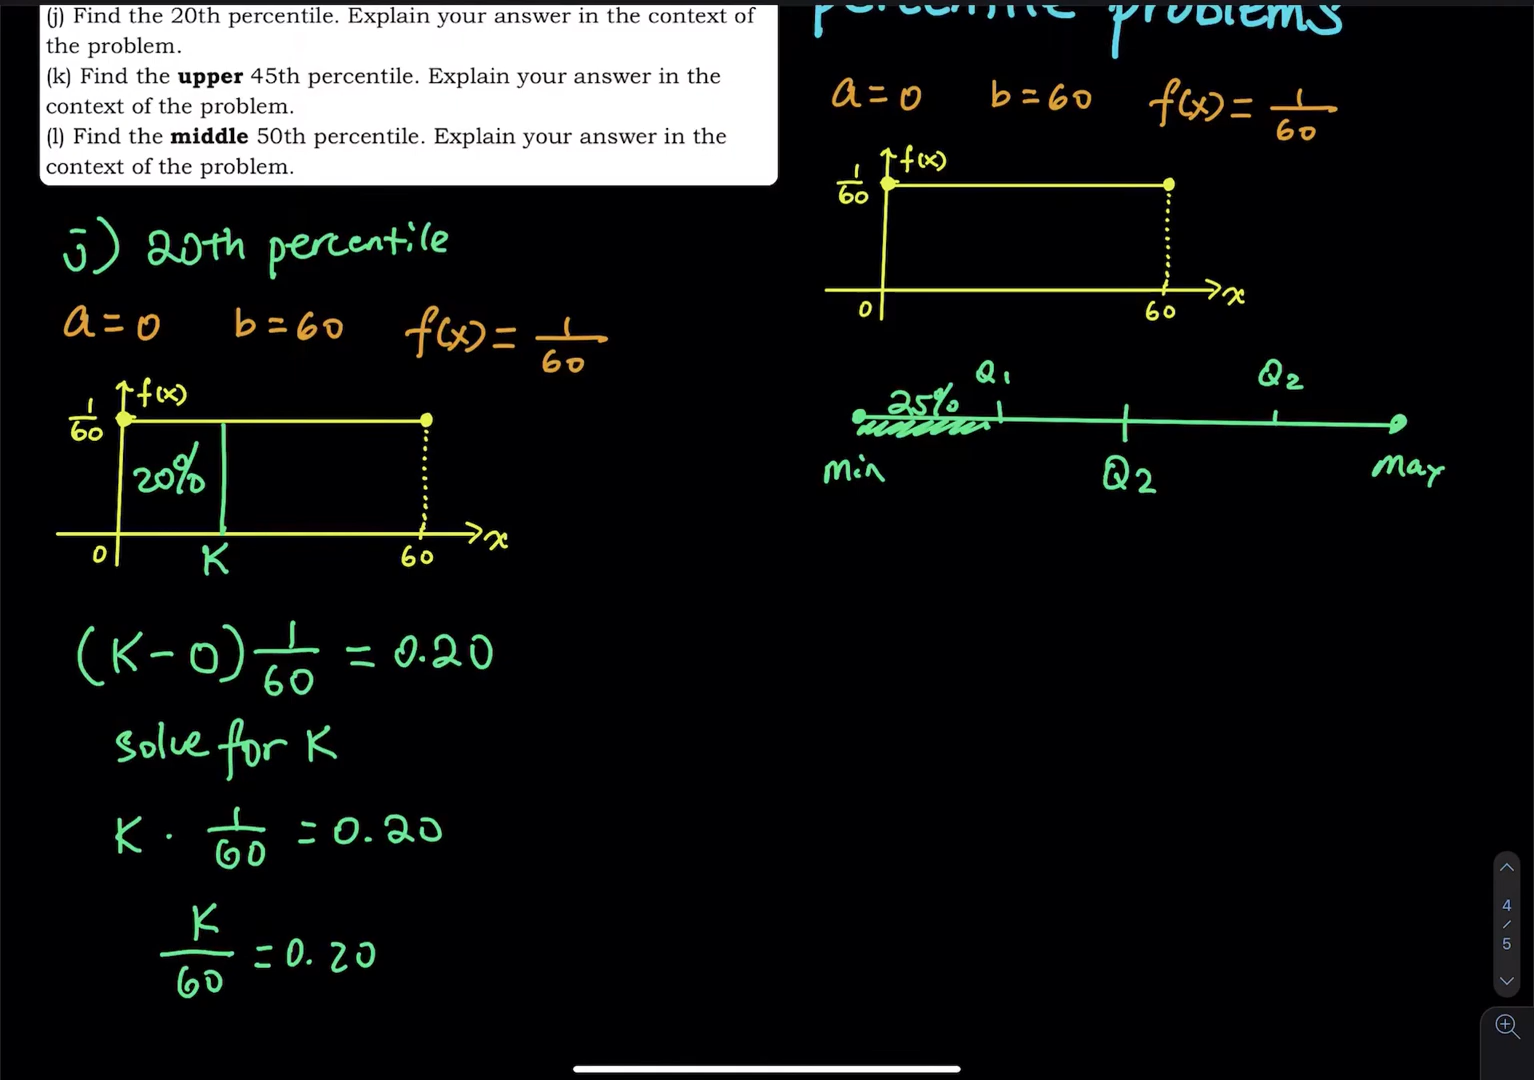 (j) Find the 20th percentile. Explain your answer in the context of
the problem.
(k) Find the upper 45th percentile. Explain your answer in the
context of the problem.
(l) Find the middle 50th percentile. Explain your answer in the
context of the problem.
percentile problems
a = 0 b = 60 f(x) = 1/60
f(x)
1/60
0 60 x
j) 20th percentile
a = 0 b = 60 f(x) = 1/60
f(x)
1/60
20%
0 K 60 x
(K - 0) 1/60 = 0.20
solve for K
K · 1/60 = 0.20
K/60 = 0.20
25% Q1 Q2
min Q2 max
4
/
5